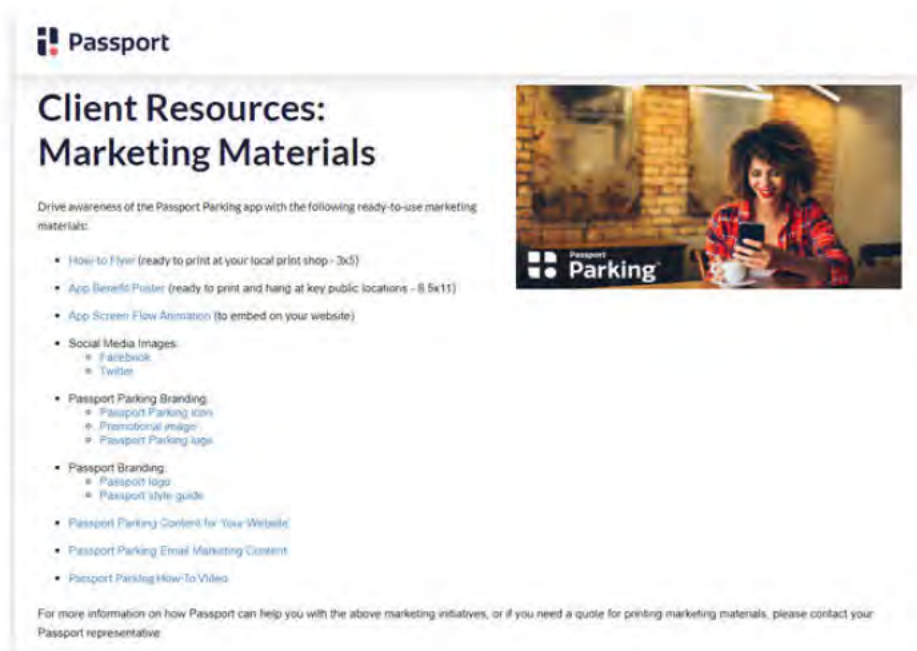 Passport
Client Resources:
Marketing Materials
Drive awareness of the Passport Parking app with the following ready-to-use marketing
materials:
How-to Flyer (ready to print at your local print shop - 3x5)
App Benefit Poster (ready to print and hang at key public locations - 8.5x11)
App Screen Flow Animation (to embed on your website)
Social Media Images:
Facebook
Twitter
Passport Parking Branding:
Passport Parking icon
Promotional image
Passport Parking logo
Passport Branding:
Passport logo
Passport style guide
Passport Parking Content for Your Website
Passport Parking Email Marketing Content
Passport Parking How-To Video
For more information on how Passport can help you with the above marketing initiatives, or if you need a quote for printing marketing materials, please contact your
Passport representative
Passport
Parking